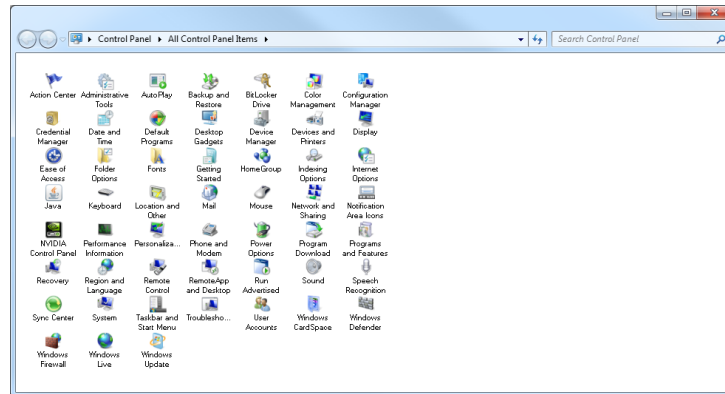 Control Panel ▸ All Control Panel Items ▸
Search Control Panel
Action Center Administrative Tools AutoPlay Backup and Restore BitLocker Drive Color Management Configuration Manager
Credential Manager Date and Time Default Programs Desktop Gadgets Device Manager Devices and Printers Display
Ease of Access Folder Options Fonts Getting Started HomeGroup Indexing Options Internet Options
Java Keyboard Location and Other Mail Mouse Network and Sharing Notification Area Icons
NVIDIA Control Panel Performance Information Personaliza... Phone and Modem Power Options Program Download Programs and Features
Recovery Region and Language Remote Control RemoteApp and Desktop Run Advertised Sound Speech Recognition
Sync Center System Taskbar and Start Menu Troublesho... User Accounts Windows CardSpace Windows Defender
Windows Firewall Windows Live Windows Update